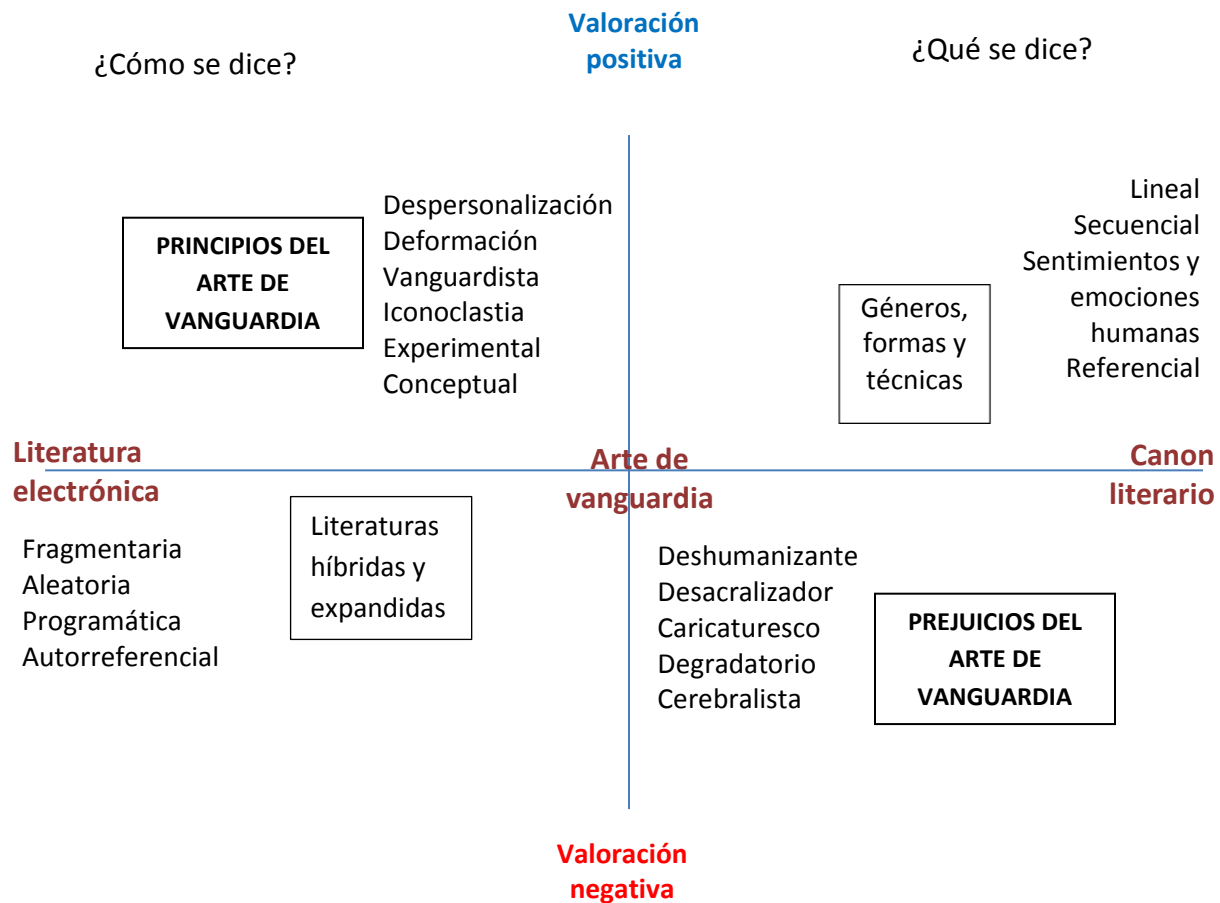 ¿Cómo se dice?
Valoración
positiva
¿Qué se dice?
PRINCIPIOS DEL
ARTE DE
VANGUARDIA
Despersonalización
Deformación
Vanguardista
Iconoclastia
Experimental
Conceptual
Géneros,
formas y
técnicas
Lineal
Secuencial
Sentimientos y
emociones
humanas
Referencial
Literatura
electrónica
Arte de
vanguardia
Canon
literario
Fragmentaria
Aleatoria
Programática
Autorreferencial
Literaturas
híbridas y
expandidas
Deshumanizante
Desacralizador
Caricaturesco
Degradatorio
Cerebralista
PREJUICIOS DEL
ARTE DE
VANGUARDIA
Valoración
negativa